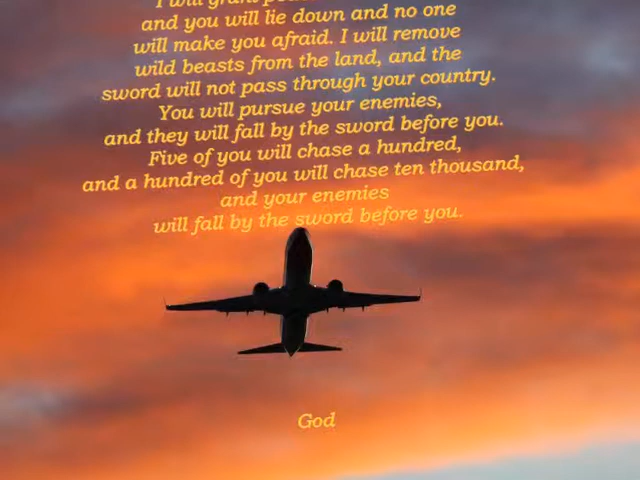 I will grant
and you will lie down and no one
will make you afraid. I will remove
wild beasts from the land, and the
sword will not pass through your country.
You will pursue your enemies,
and they will fall by the sword before you.
Five of you will chase a hundred,
and a hundred of you will chase ten thousand,
and your enemies
will fall by the sword before you.
God